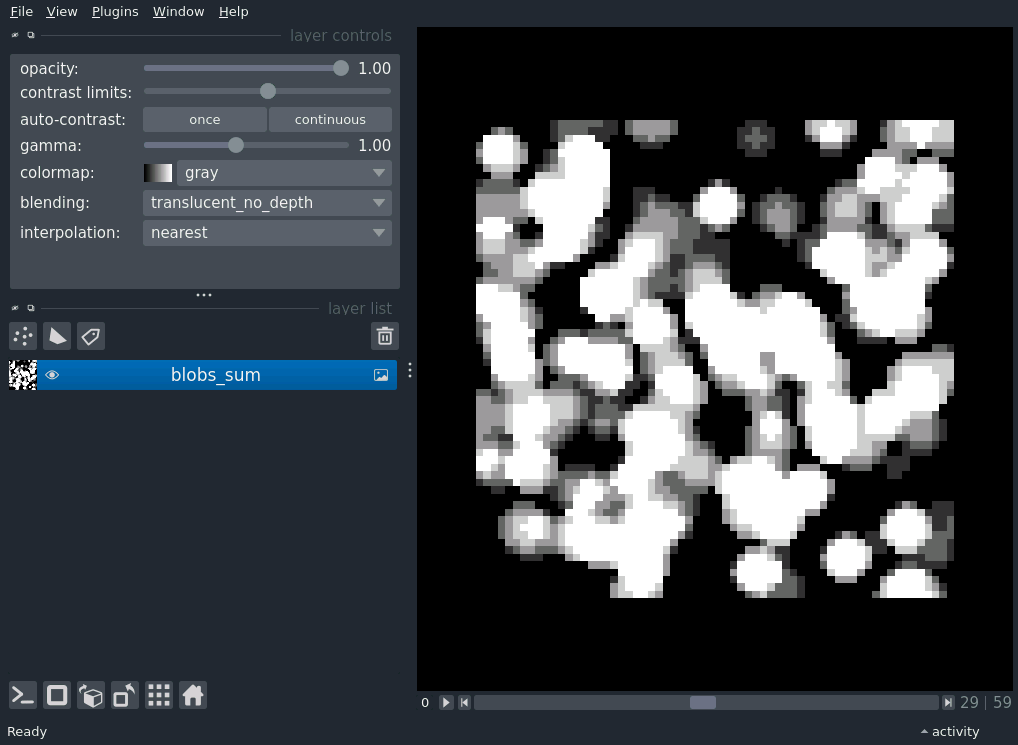 File View Plugins Window Help
layer controls
opacity: 1.00
contrast limits:
auto-contrast: once continuous
gamma: 1.00
colormap: gray
blending: translucent_no_depth
interpolation: nearest
layer list
blobs_sum
0 29 | 59
Ready activity